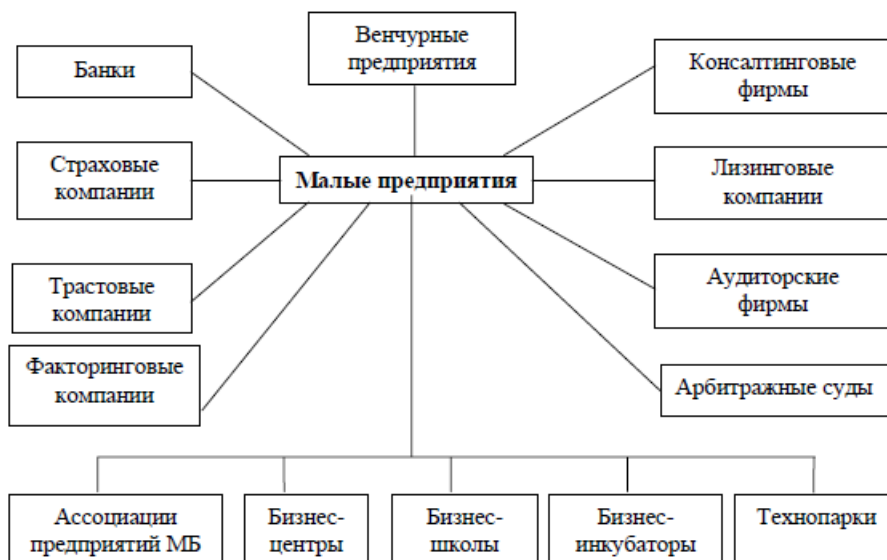 Венчурные
предприятия
Банки
Консалтинговые
фирмы
Страховые
компании
Малые предприятия
Лизинговые
компании
Трастовые
компании
Аудиторские
фирмы
Факторинговые
компании
Арбитражные суды
Ассоциации
предприятий МБ
Бизнес-
центры
Бизнес-
школы
Бизнес-
инкубаторы
Технопарки